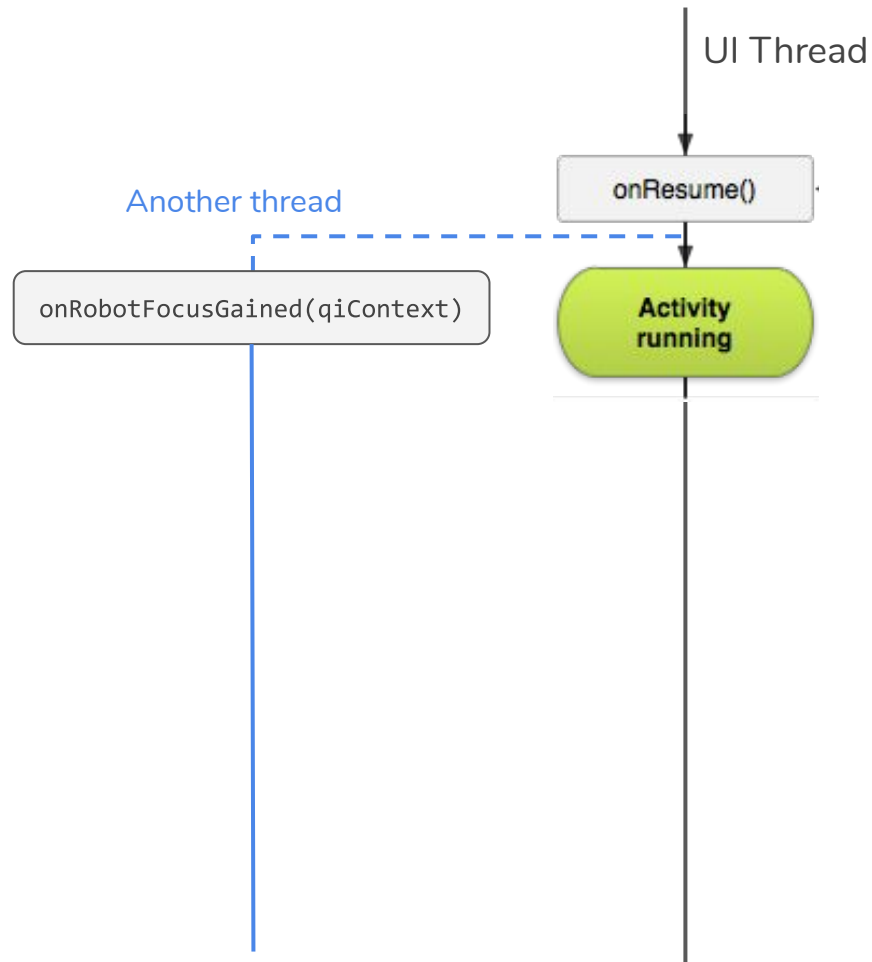 UI Thread
onResume()
Another thread
onRobotFocusGained(qiContext)
Activity
running